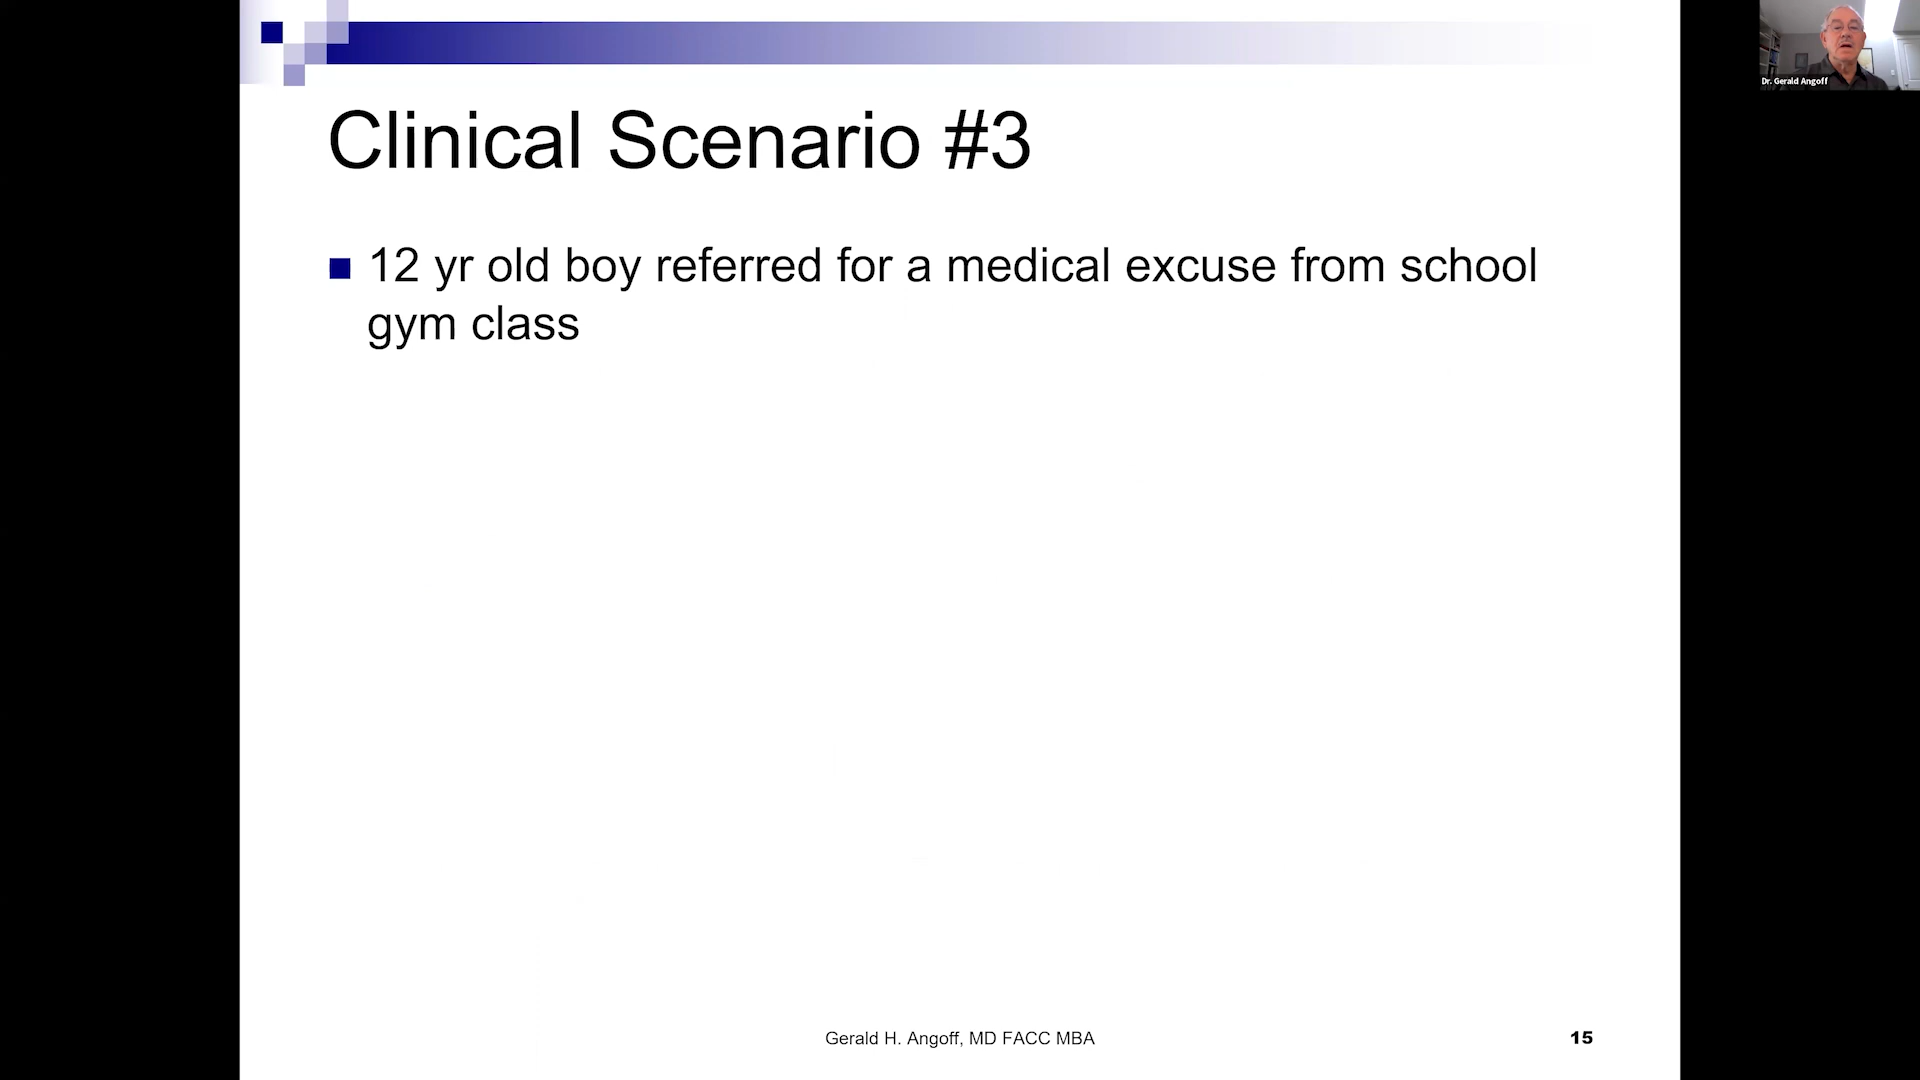 Dr. Gerald Angoff
Clinical Scenario #3
12 yr old boy referred for a medical excuse from school
gym class
Gerald H. Angoff, MD FACC MBA
15